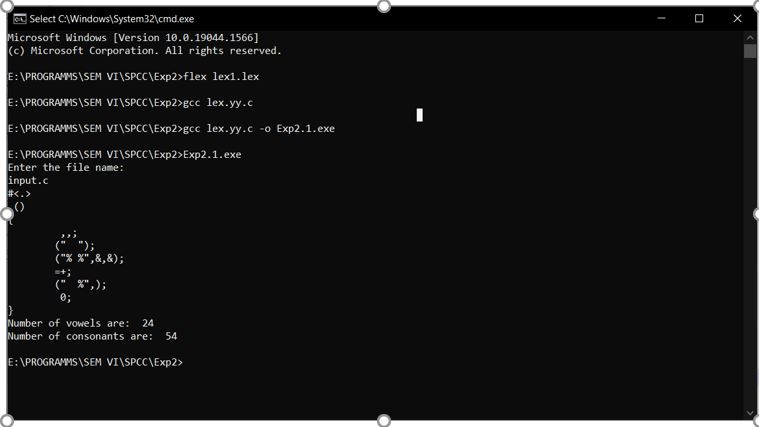 Select C:\Windows\System32\cmd.exe
Microsoft Windows [Version 10.0.19044.1566]
(c) Microsoft Corporation. All rights reserved.
E:\PROGRAMMS\SEM VI\SPCC\Exp2>flex lex1.lex
E:\PROGRAMMS\SEM VI\SPCC\Exp2>gcc lex.yy.c
E:\PROGRAMMS\SEM VI\SPCC\Exp2>gcc lex.yy.c -o Exp2.1.exe
E:\PROGRAMMS\SEM VI\SPCC\Exp2>Exp2.1.exe
Enter the file name:
input.c
#<.>
 ()
{
        ,,;
       ("  ");
       ("% %",&,&);
       =+;
       ("  %",);
        0;
}
Number of vowels are:  24
Number of consonants are:  54
E:\PROGRAMMS\SEM VI\SPCC\Exp2>